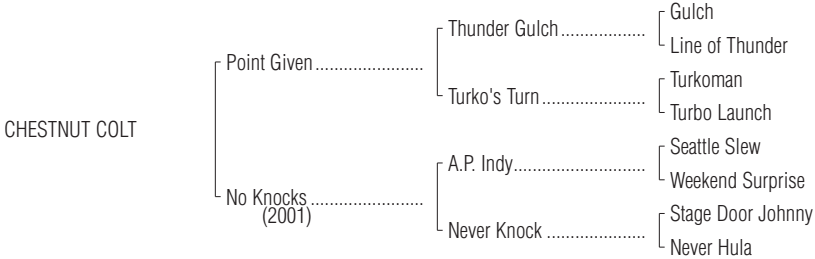 Gulch
Thunder Gulch...................
Line of Thunder
Point Given.......................
Turkoman
Turko's Turn......................
Turbo Launch
CHESTNUT COLT
Seattle Slew
A.P. Indy............................
Weekend Surprise
No Knocks........................
(2001)
Stage Door Johnny
Never Knock.....................
Never Hula